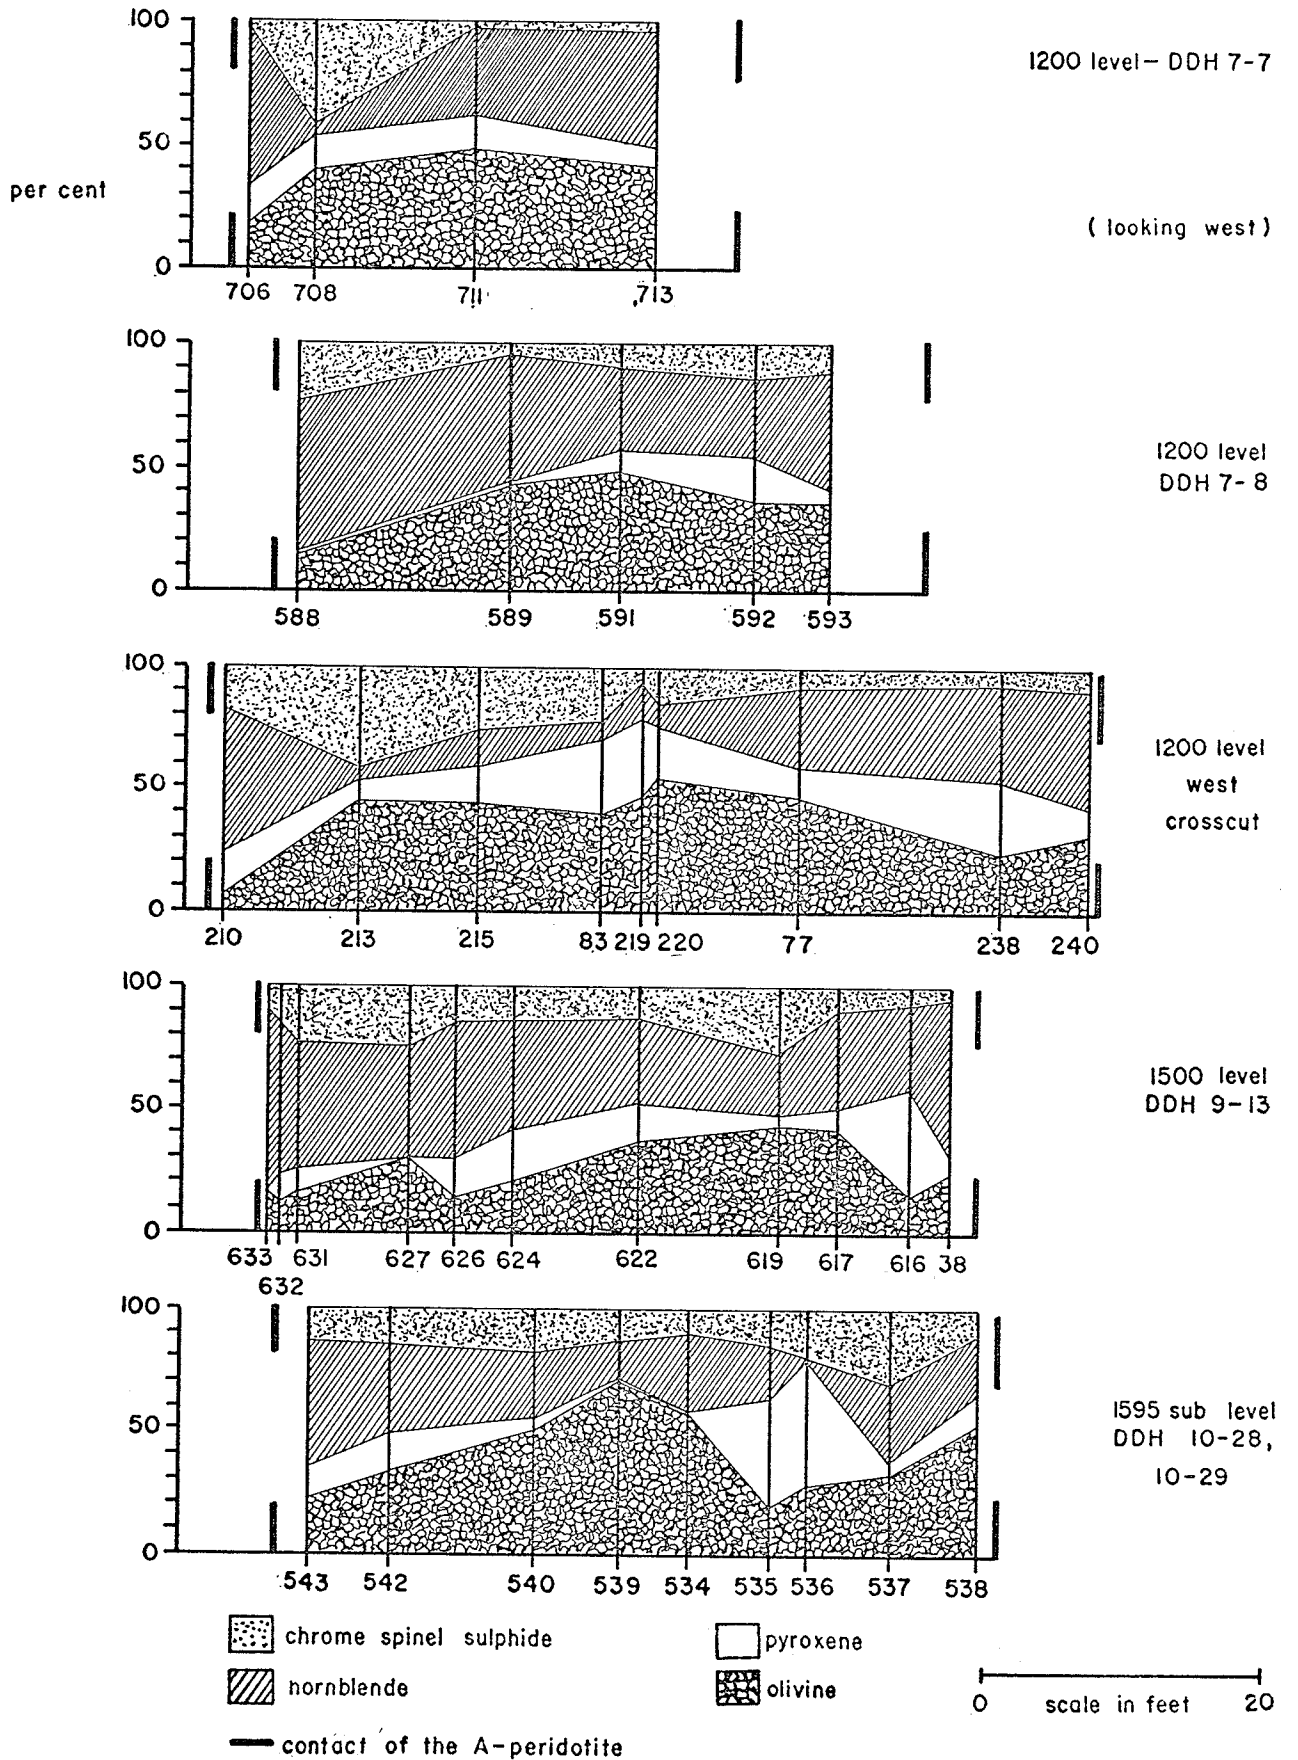 100
50
0
per cent
706 708 711 713
1200 level- DDH 7-7
( looking west )
100
50
0
588 589 591 592 593
1200 level
DDH 7-8
100
50
0
210 213 215 83 219 220 77 238 240
1200 level
west
crosscut
100
50
0
633 631 627 626 624 622 619 617 616 38
632
1500 level
DDH 9-13
100
50
0
543 542 540 539 534 535 536 537 538
1595 sub level
DDH 10-28,
10-29
chrome spinel sulphide
pyroxene
hornblende
olivine
contact of the A-peridotite
0 scale in feet 20